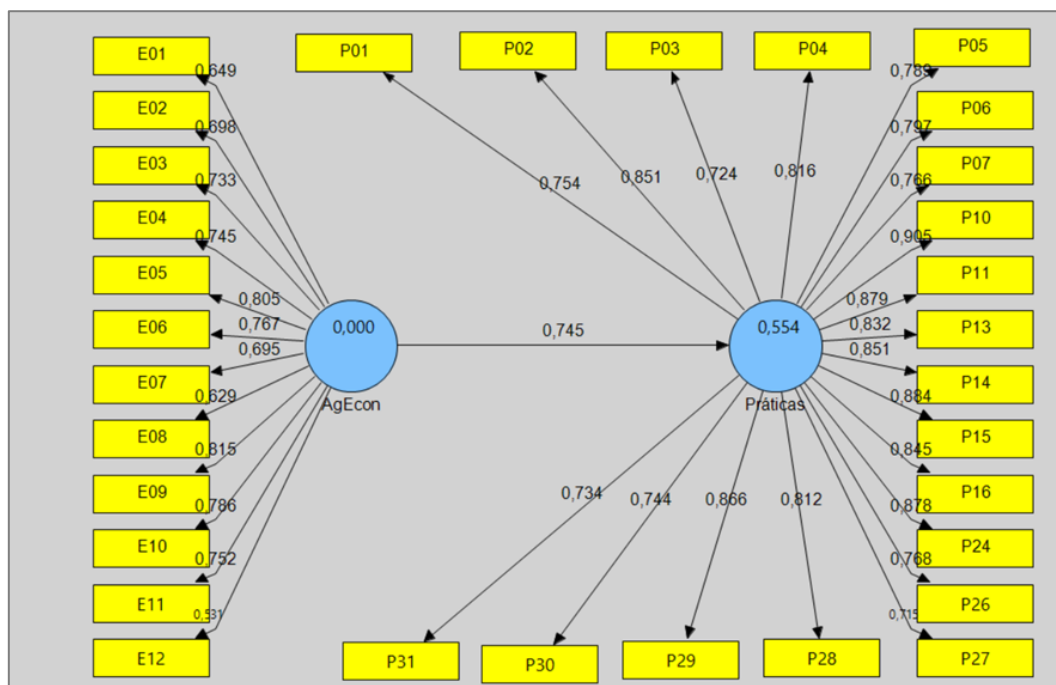 E01
0,649
E02
0,698
E03
0,733
E04
0,745
E05
0,805
E06
0,767
E07
0,695
E08
0,629
E09
0,815
E10
0,786
E11
0,752
E12
0,531
P01
P02
P03
P04
0,754
0,851
0,724
0,816
0,000
AgEcon
0,745
0,554
Práticas
P05
0,789
P06
0,797
P07
0,766
P10
0,905
P11
0,879
P13
0,832
P14
0,851
P15
0,884
P16
0,845
P24
0,878
P26
0,768
P27
0,715
0,734
0,744
0,866
0,812
P31
P30
P29
P28